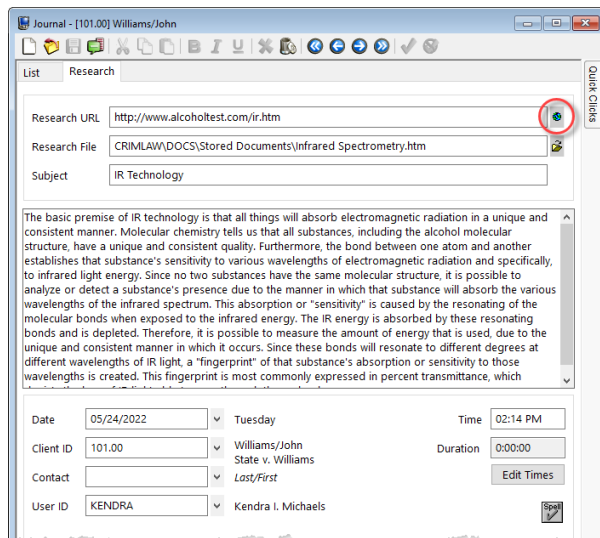 Journal - [101.00] Williams/John
B I U
List Research
Quick Clicks
Research URL http://www.alcoholtest.com/ir.htm
Research File CRIMLAW\DOCS\Stored Documents\Infrared Spectrometry.htm
Subject IR Technology
The basic premise of IR technology is that all things will absorb electromagnetic radiation in a unique and
consistent manner. Molecular chemistry tells us that all substances, including the alcohol molecular
structure, have a unique and consistent quality. Furthermore, the bond between one atom and another
establishes that substance's sensitivity to various wavelengths of electromagnetic radiation and specifically,
to infrared light energy. Since no two substances have the same molecular structure, it is possible to
analyze or detect a substance's presence due to the manner in which that substance will absorb the various
wavelengths of the infrared spectrum. This absorption or "sensitivity" is caused by the resonating of the
molecular bonds when exposed to the infrared energy. The IR energy is absorbed by these resonating
bonds and is depleted. Therefore, it is possible to measure the amount of energy that is used, due to the
unique and consistent manner in which it occurs. Since these bonds will resonate to different degrees at
different wavelengths of IR light, a "fingerprint" of that substance's absorption or sensitivity to those
wavelengths is created. This fingerprint is most commonly expressed in percent transmittance, which
Date 05/24/2022 Tuesday Time 02:14 PM
Client ID 101.00 Williams/John Duration 0:00:00
State v. Williams
Contact Last/First Edit Times
User ID KENDRA Kendra I. Michaels Spell